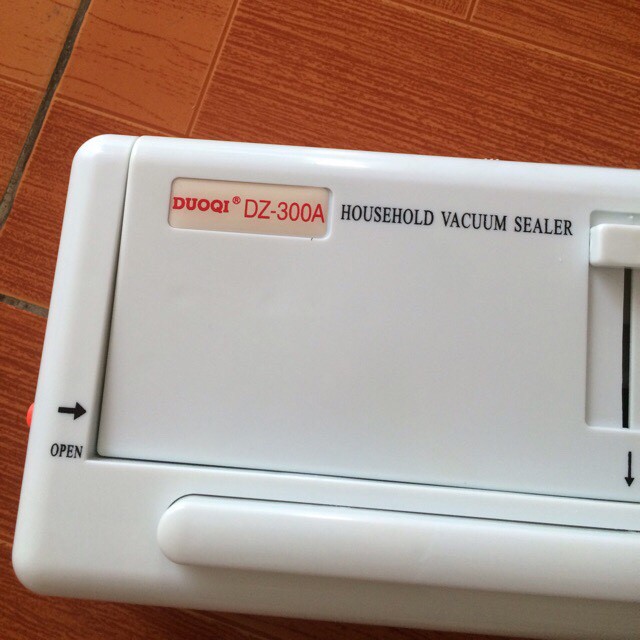 DUOQI® DZ-300A HOUSEHOLD VACUUM SEALER
OPEN